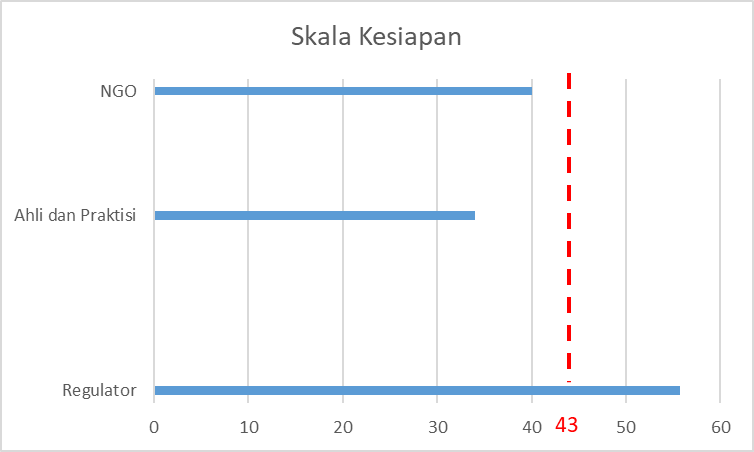 Skala Kesiapan
NGO
Ahli dan Praktisi
Regulator
0 10 20 30 40 43 50 60